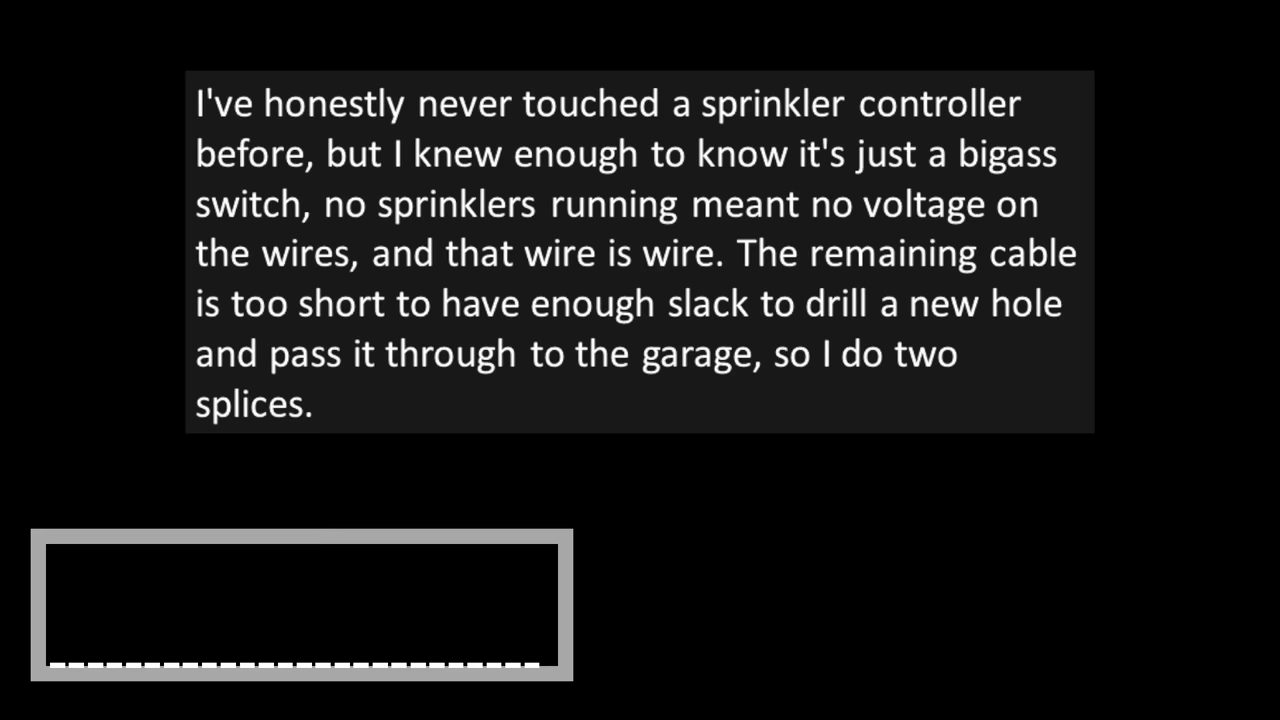 I've honestly never touched a sprinkler controller
before, but I knew enough to know it's just a bigass
switch, no sprinklers running meant no voltage on
the wires, and that wire is wire. The remaining cable
is too short to have enough slack to drill a new hole
and pass it through to the garage, so I do two
splices.